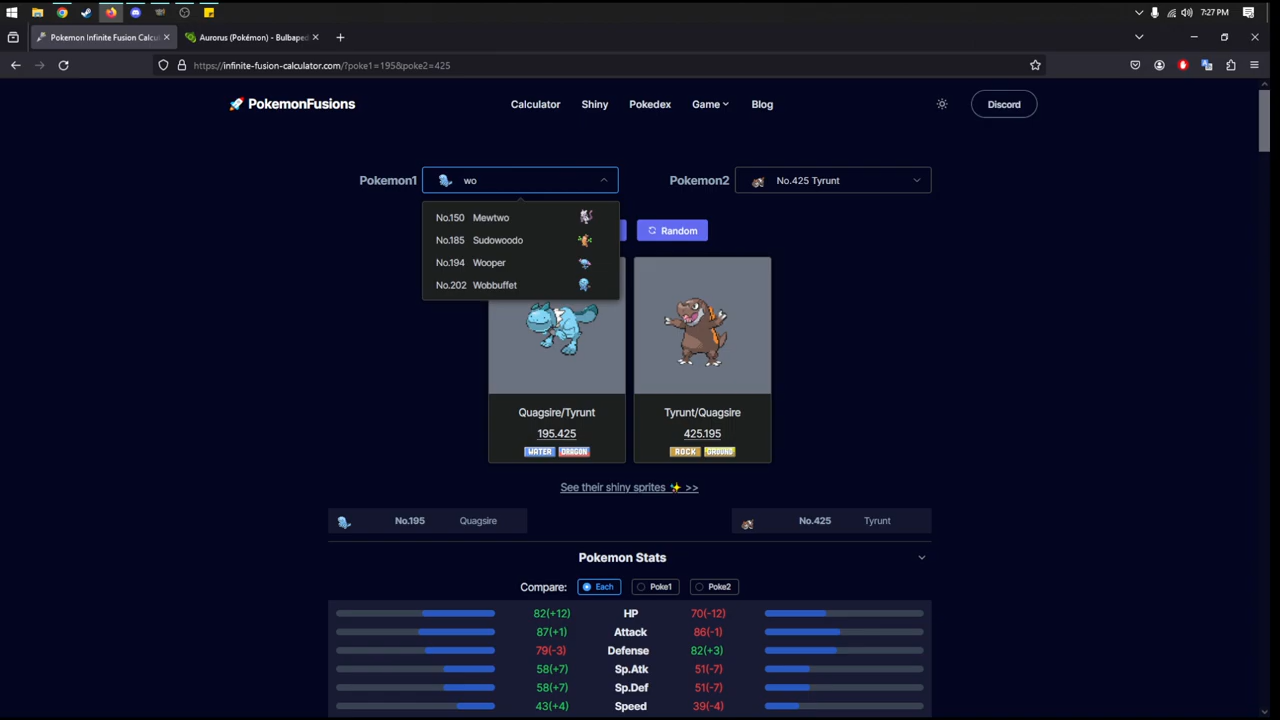 7:27 PM
Pokemon Infinite Fusion Calcu
Aurorus (Pokémon) - Bulbaped
https://infinite-fusion-calculator.com/?poke1=195&poke2=425
PokemonFusions
Calculator
Shiny
Pokedex
Game
Blog
Discord
Pokemon1
wo
Pokemon2
No.425 Tyrunt
No.150 Mewtwo
No.185 Sudowoodo
No.194 Wooper
No.202 Wobbuffet
Random
Quagsire/Tyrunt
195.425
WATER DRAGON
Tyrunt/Quagsire
425.195
ROCK GROUND
See their shiny sprites ✨ >>
No.195 Quagsire
No.425 Tyrunt
Pokemon Stats
Compare: Each Poke1 Poke2
82(+12) HP 70(-12)
87(+1) Attack 86(-1)
79(-3) Defense 82(+3)
58(+7) Sp.Atk 51(-7)
58(+7) Sp.Def 51(-7)
43(+4) Speed 39(-4)